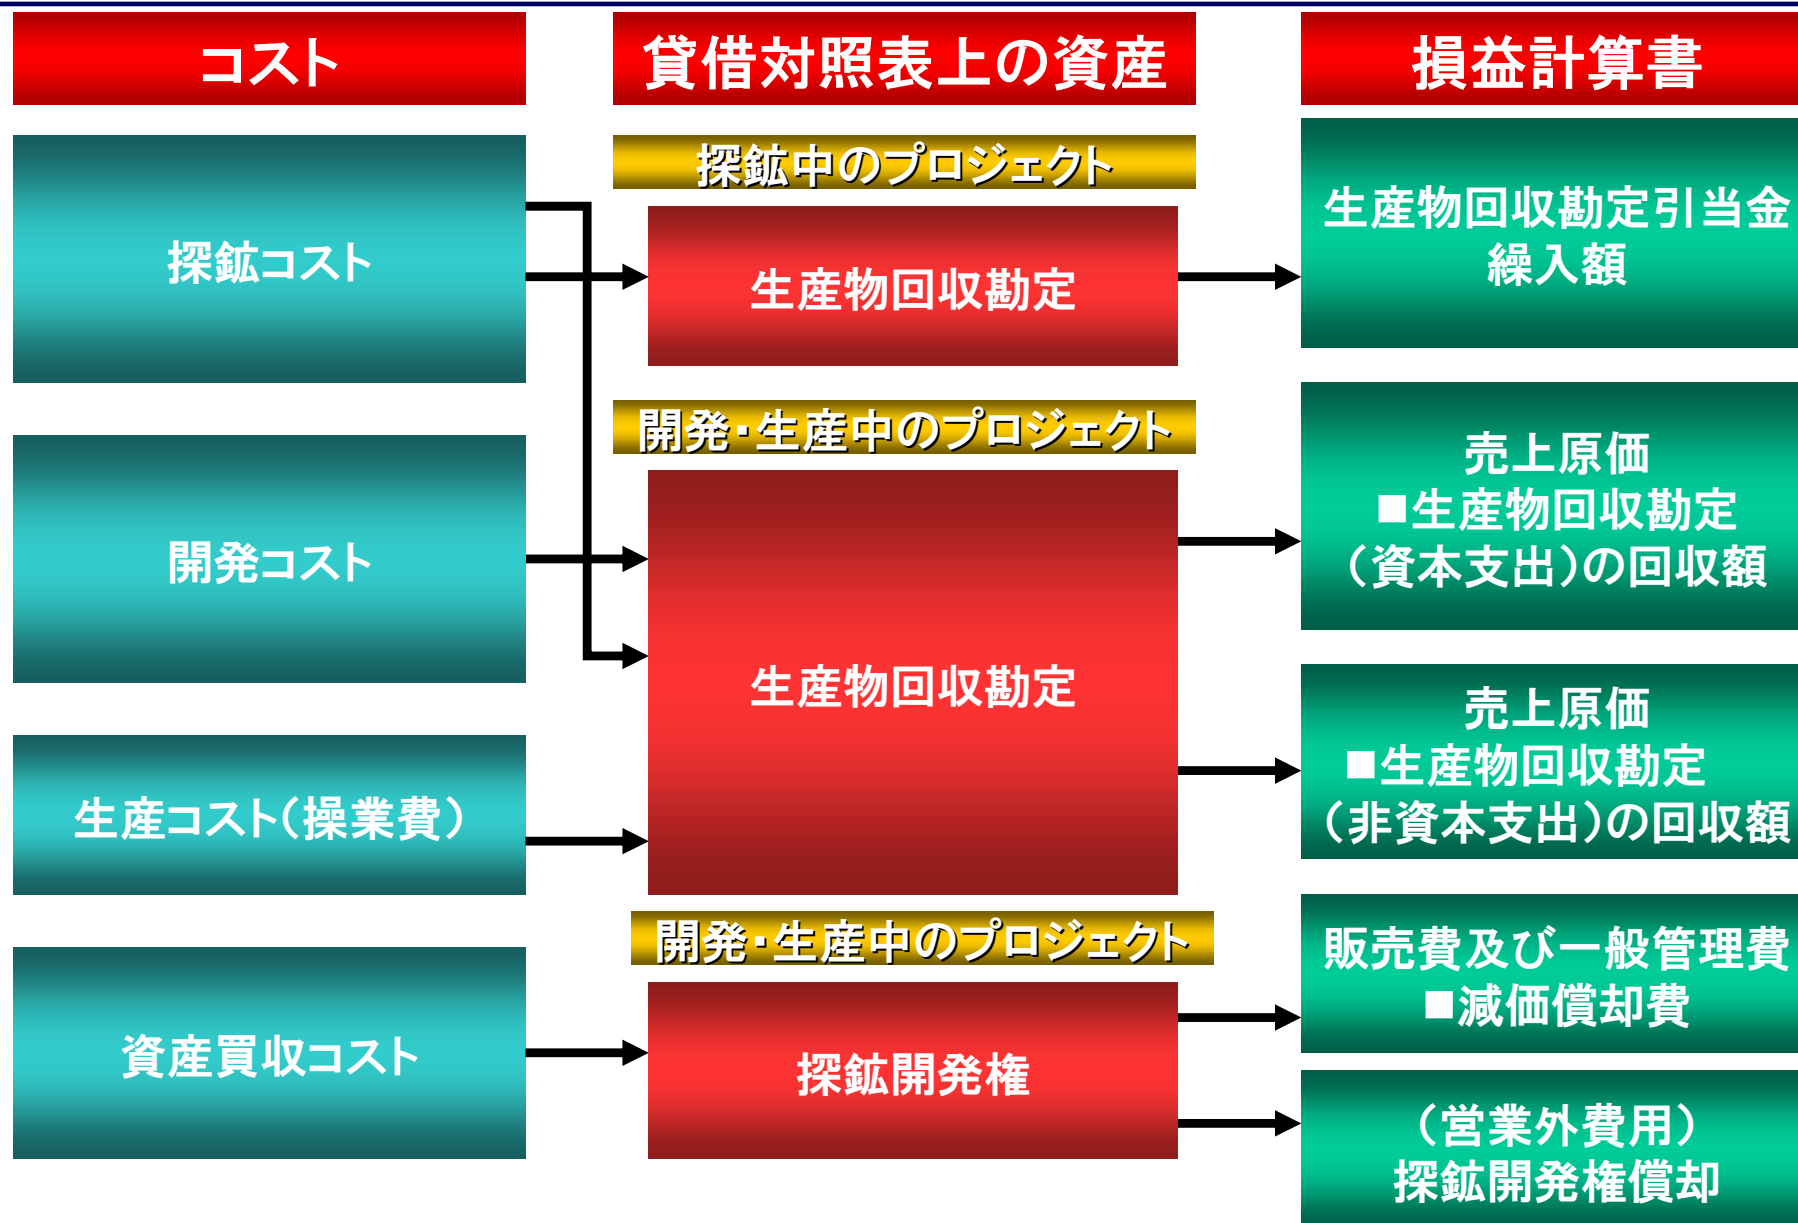 コスト
貸借対照表上の資産
損益計算書
探鉱コスト
開発コスト
生産コスト（操業費）
資産買収コスト
探鉱中のプロジェクト
生産物回収勘定
開発・生産中のプロジェクト
生産物回収勘定
開発・生産中のプロジェクト
探鉱開発権
生産物回収勘定引当金
繰入額
売上原価
■生産物回収勘定
（資本支出）の回収額
売上原価
■生産物回収勘定
（非資本支出）の回収額
販売費及び一般管理費
■減価償却費
（営業外費用）
探鉱開発権償却